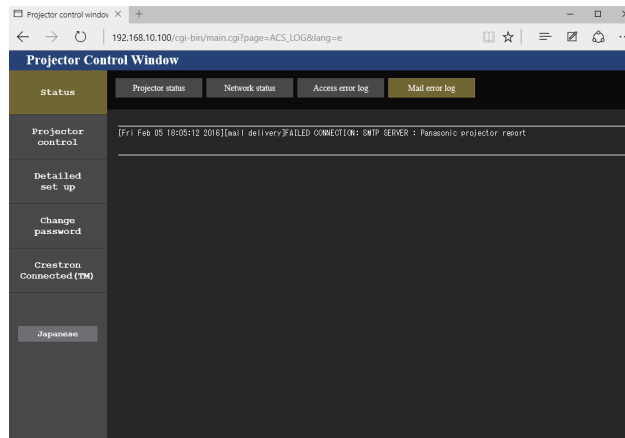 Projector control window
192.168.10.100/cgi-bin/main.cgi?page=ACS_LOG&lang=e
Projector Control Window
Status
Projector status
Network status
Access error log
Mail error log
[Fri Feb 05 18:05:12 2016][mail delivery]FAILED CONNECTION: SMTP SERVER : Panasonic projector report
Projector
control
Detailed
set up
Change
password
Crestron
Connected(TM)
Japanese